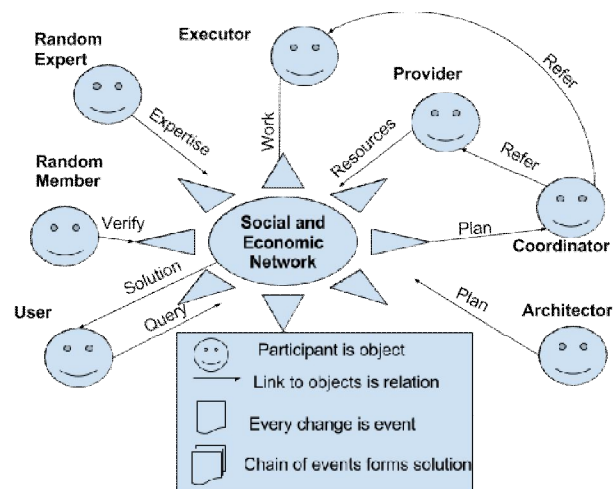 Executor
Random
Expert
Refer
Provider
Expertise
Work
Resources
Refer
Random
Member
Verify
Social and
Economic
Network
Plan
Coordinator
Solution
User
Query
Plan
Architector
Participant is object
Link to objects is relation
Every change is event
Chain of events forms solution